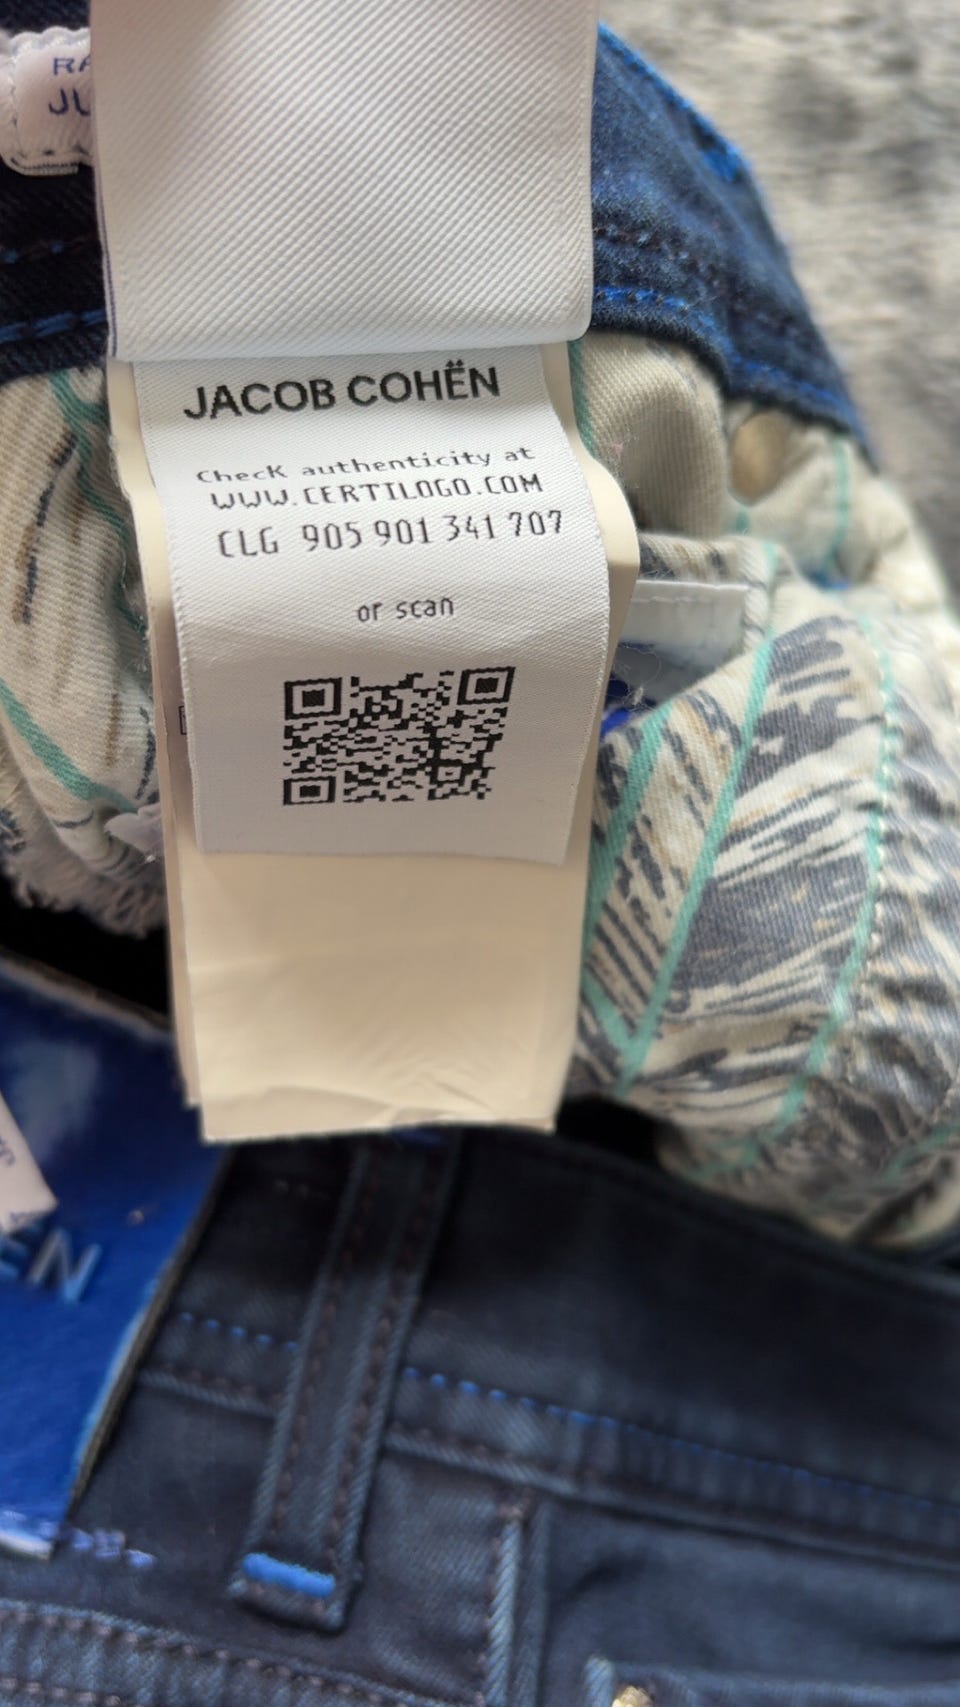 JACOB COHËN
Check authenticity at
WWW.CERTILOGO.COM
CLG 905 901 341 707
or scan